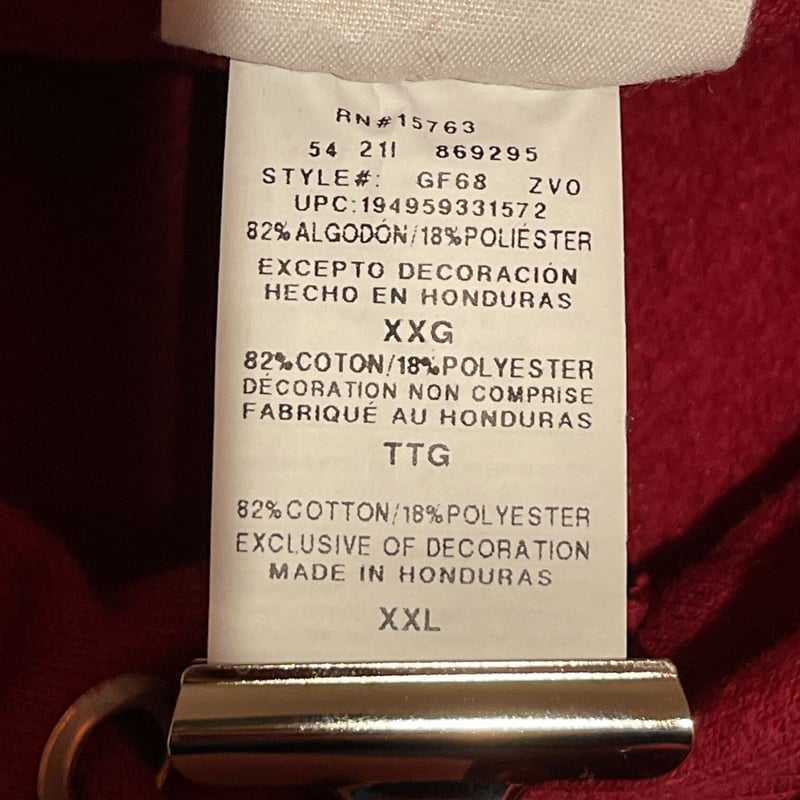 RN#15763
54 21I 869295
STYLE#: GF68 ZVO
UPC:194959331572
82%ALGODÓN/18%POLIÉSTER
EXCEPTO DECORACIÓN
HECHO EN HONDURAS
XXG
82%COTON/18%POLYESTER
DÉCORATION NON COMPRISE
FABRIQUÉ AU HONDURAS
TTG
82%COTTON/18%POLYESTER
EXCLUSIVE OF DECORATION
MADE IN HONDURAS
XXL